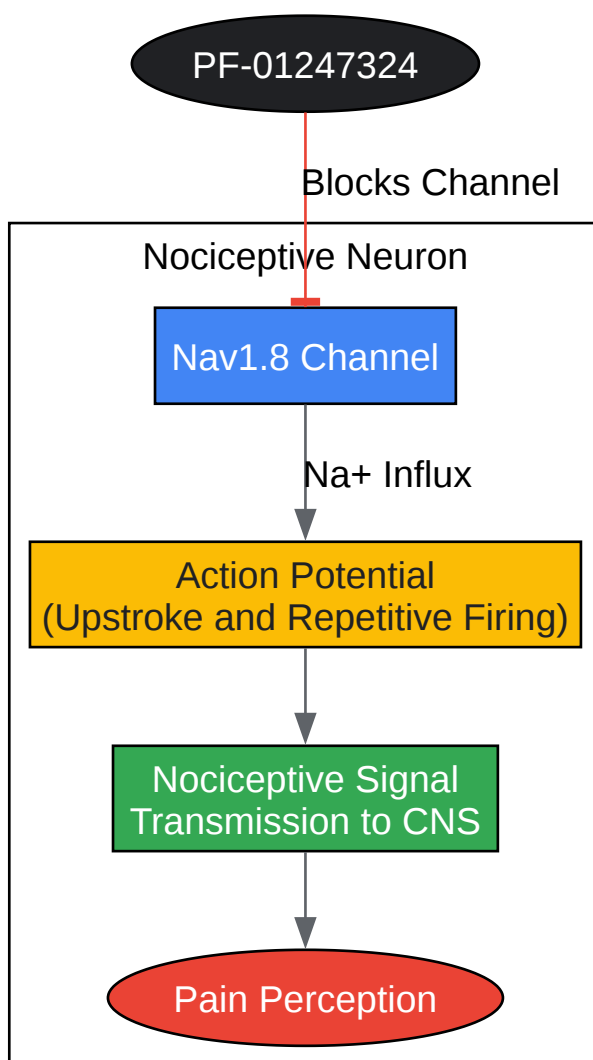 PF-01247324
Blocks Channel
Nociceptive Neuron
Nav1.8 Channel
Na+ Influx
Action Potential
(Upstroke and Repetitive Firing)
Nociceptive Signal
Transmission to CNS
Pain Perception